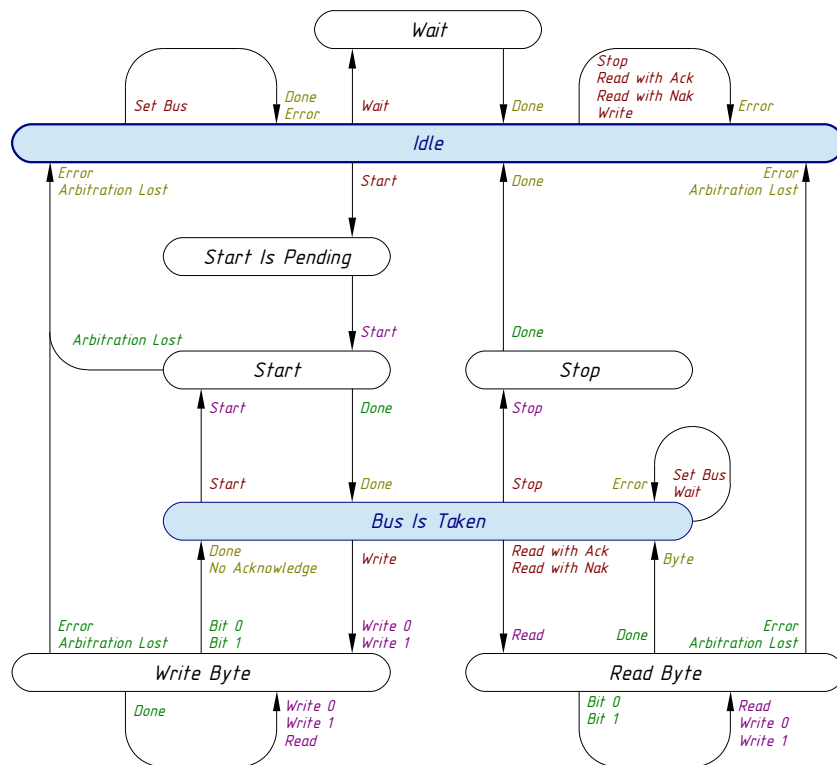 Wait
Stop
Read with Ack
Read with Nak
Write
Set Bus
Done
Error
Wait
Done
Error
Idle
Error
Arbitration Lost
Start
Done
Error
Arbitration Lost
Start Is Pending
Arbitration Lost
Start
Done
Start
Stop
Start
Done
Stop
Start
Done
Stop
Error
Set Bus
Wait
Bus Is Taken
Done
No Acknowledge
Write
Read with Ack
Read with Nak
Byte
Error
Arbitration Lost
Bit 0
Bit 1
Write 0
Write 1
Read
Done
Error
Arbitration Lost
Write Byte
Read Byte
Done
Write 0
Write 1
Read
Bit 0
Bit 1
Read
Write 0
Write 1